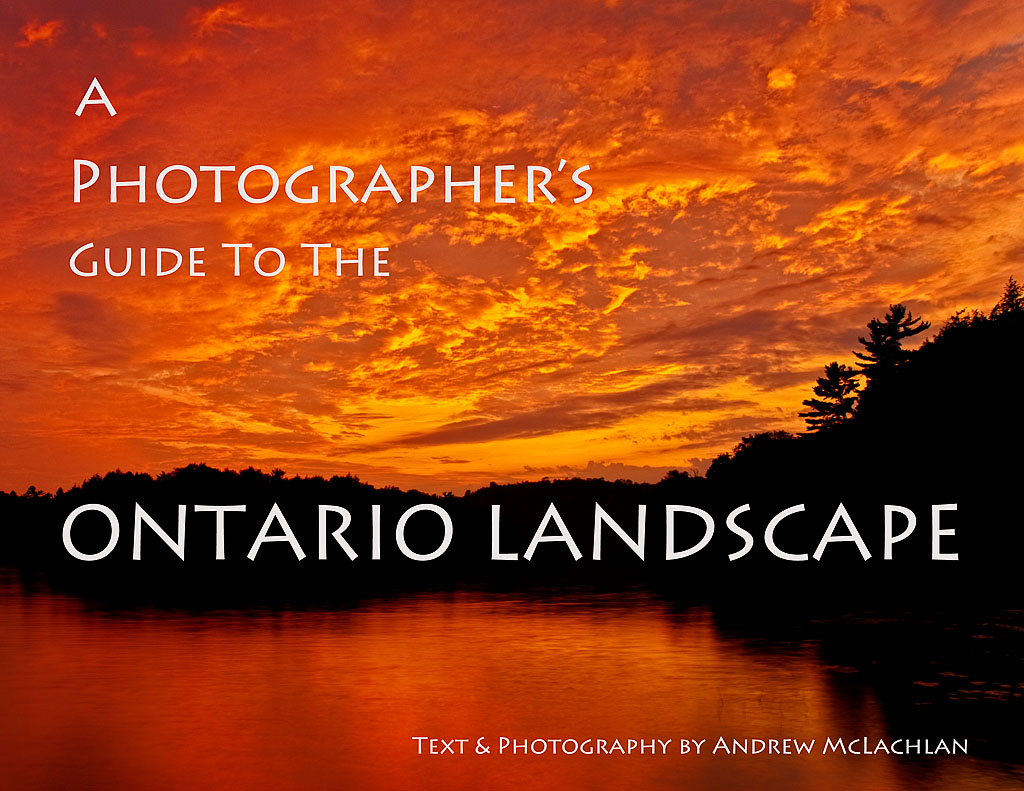 A
Photographer's
Guide To The
ONTARIO LANDSCAPE
Text & Photography by Andrew McLachlan